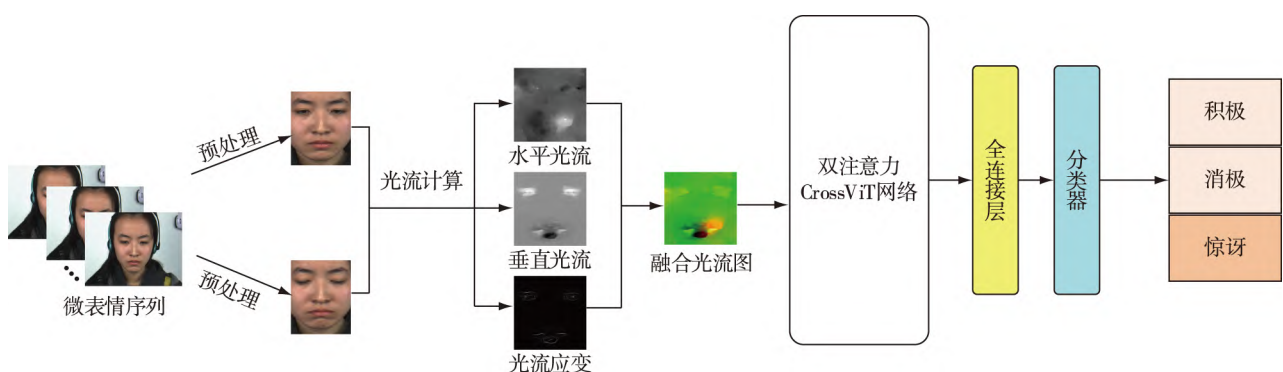 微表情序列
预处理
预处理
光流计算
水平光流
垂直光流
光流应变
融合光流图
双注意力
CrossViT网络
全连接层
分类器
积极
消极
惊讶